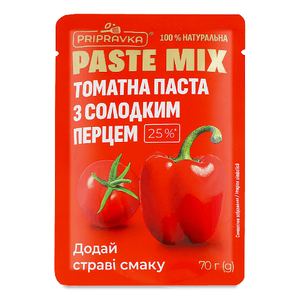 PRIPRAVKA
100 % НАТУРАЛЬНА
PASTE MIX
ТОМАТНА ПАСТА
З СОЛОДКИМ
ПЕРЦЕМ
25%*
Додай
страві смаку
70 г (g)